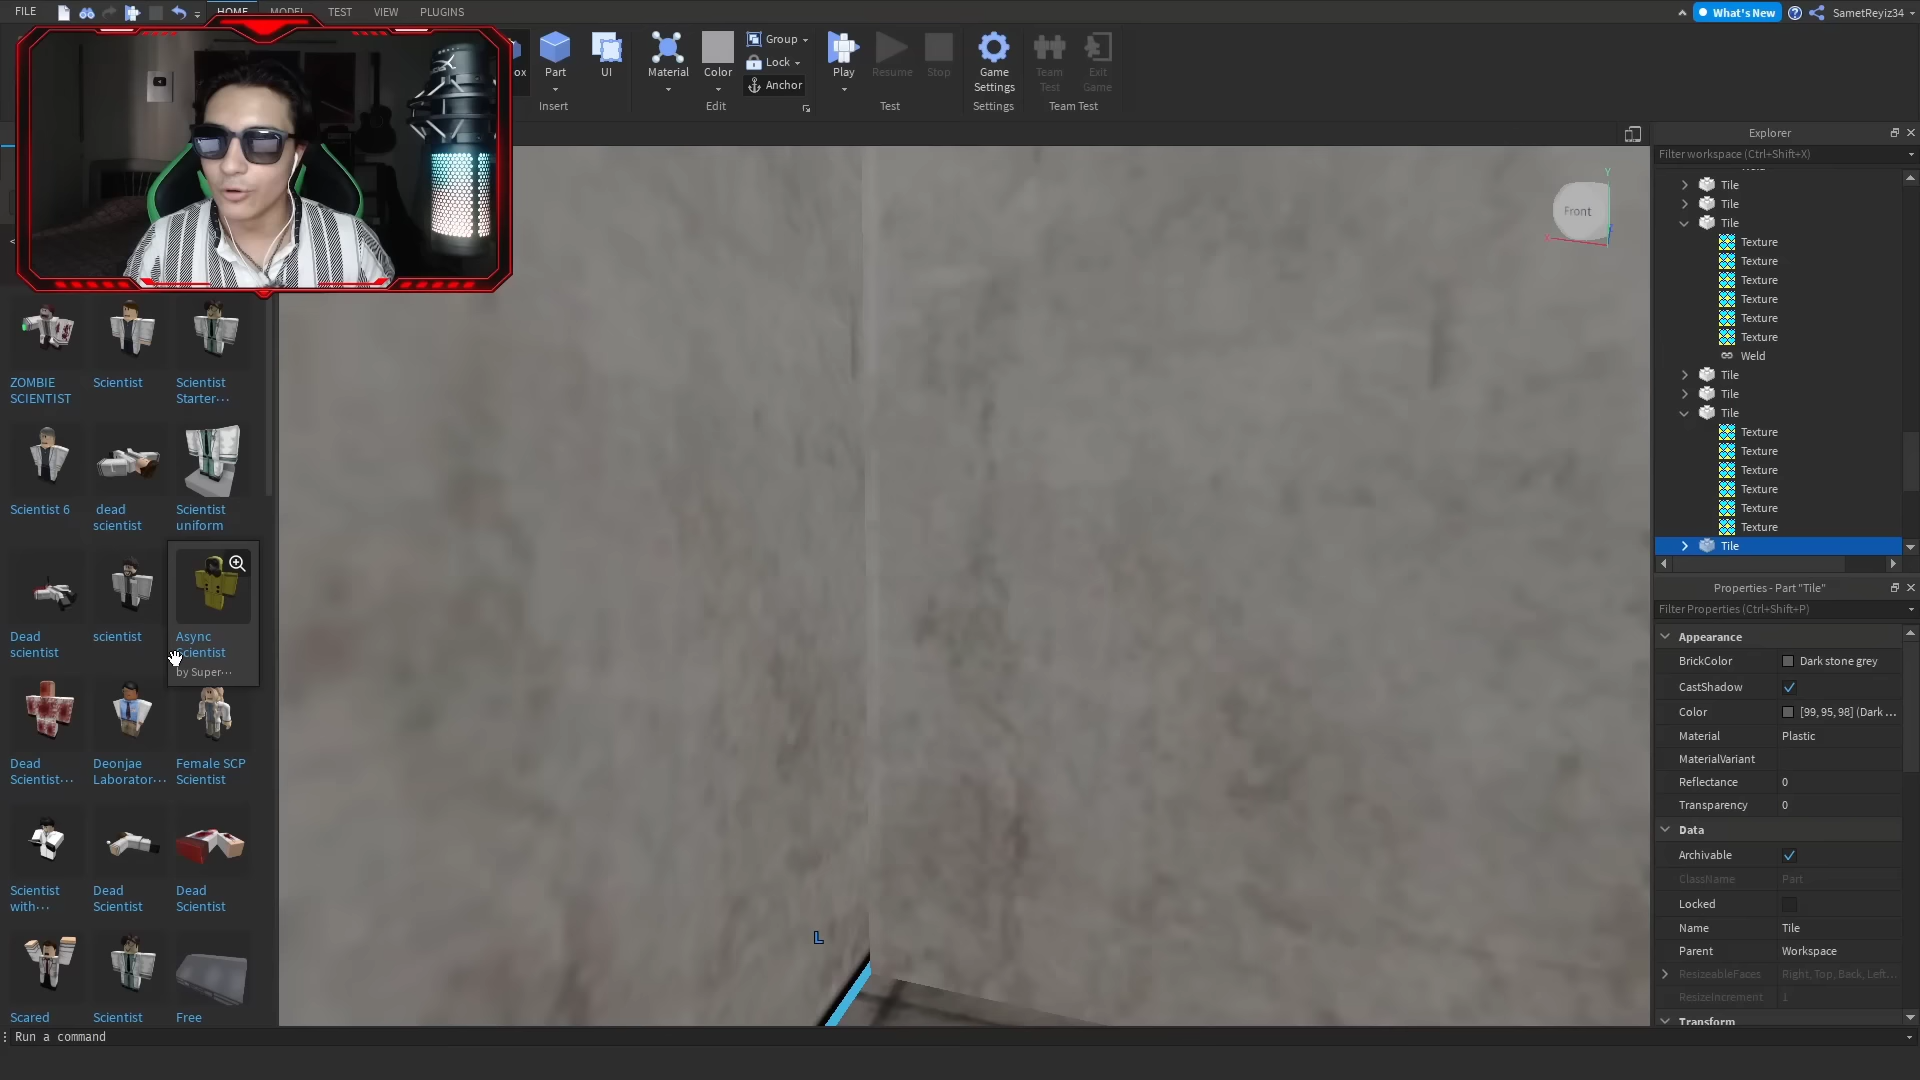 FILE
HOME
MODEL
TEST
VIEW
PLUGINS
What's New
SametReyiz34
Part
UI
Insert
Material
Color
Group
Lock
Anchor
Edit
Play
Resume
Stop
Test
Game
Settings
Settings
Team
Test
Exit
Game
Team Test
Explorer
Filter workspace (Ctrl+Shift+X)
Tile
Tile
Tile
Texture
Texture
Texture
Texture
Texture
Texture
Weld
Tile
Tile
Tile
Texture
Texture
Texture
Texture
Texture
Texture
Tile
Y
Front
ZOMBIE
SCIENTIST
Scientist
Scientist
Starter...
Scientist 6
dead
scientist
Scientist
uniform
Dead
scientist
scientist
Async
Scientist
by Super...
Dead
Scientist...
Deonjae
Laborator...
Female SCP
Scientist
Scientist
with...
Dead
Scientist
Dead
Scientist
Scared
Scientist
Free
L
Properties - Part "Tile"
Filter Properties (Ctrl+Shift+P)
Appearance
BrickColor Dark stone grey
CastShadow
Color [99, 95, 98] (Dark ...
Material Plastic
MaterialVariant
Reflectance 0
Transparency 0
Data
Archivable
ClassName Part
Locked
Name Tile
Parent Workspace
ResizeableFaces Right, Top, Back, Left...
ResizeIncrement 1
Transform
Run a command